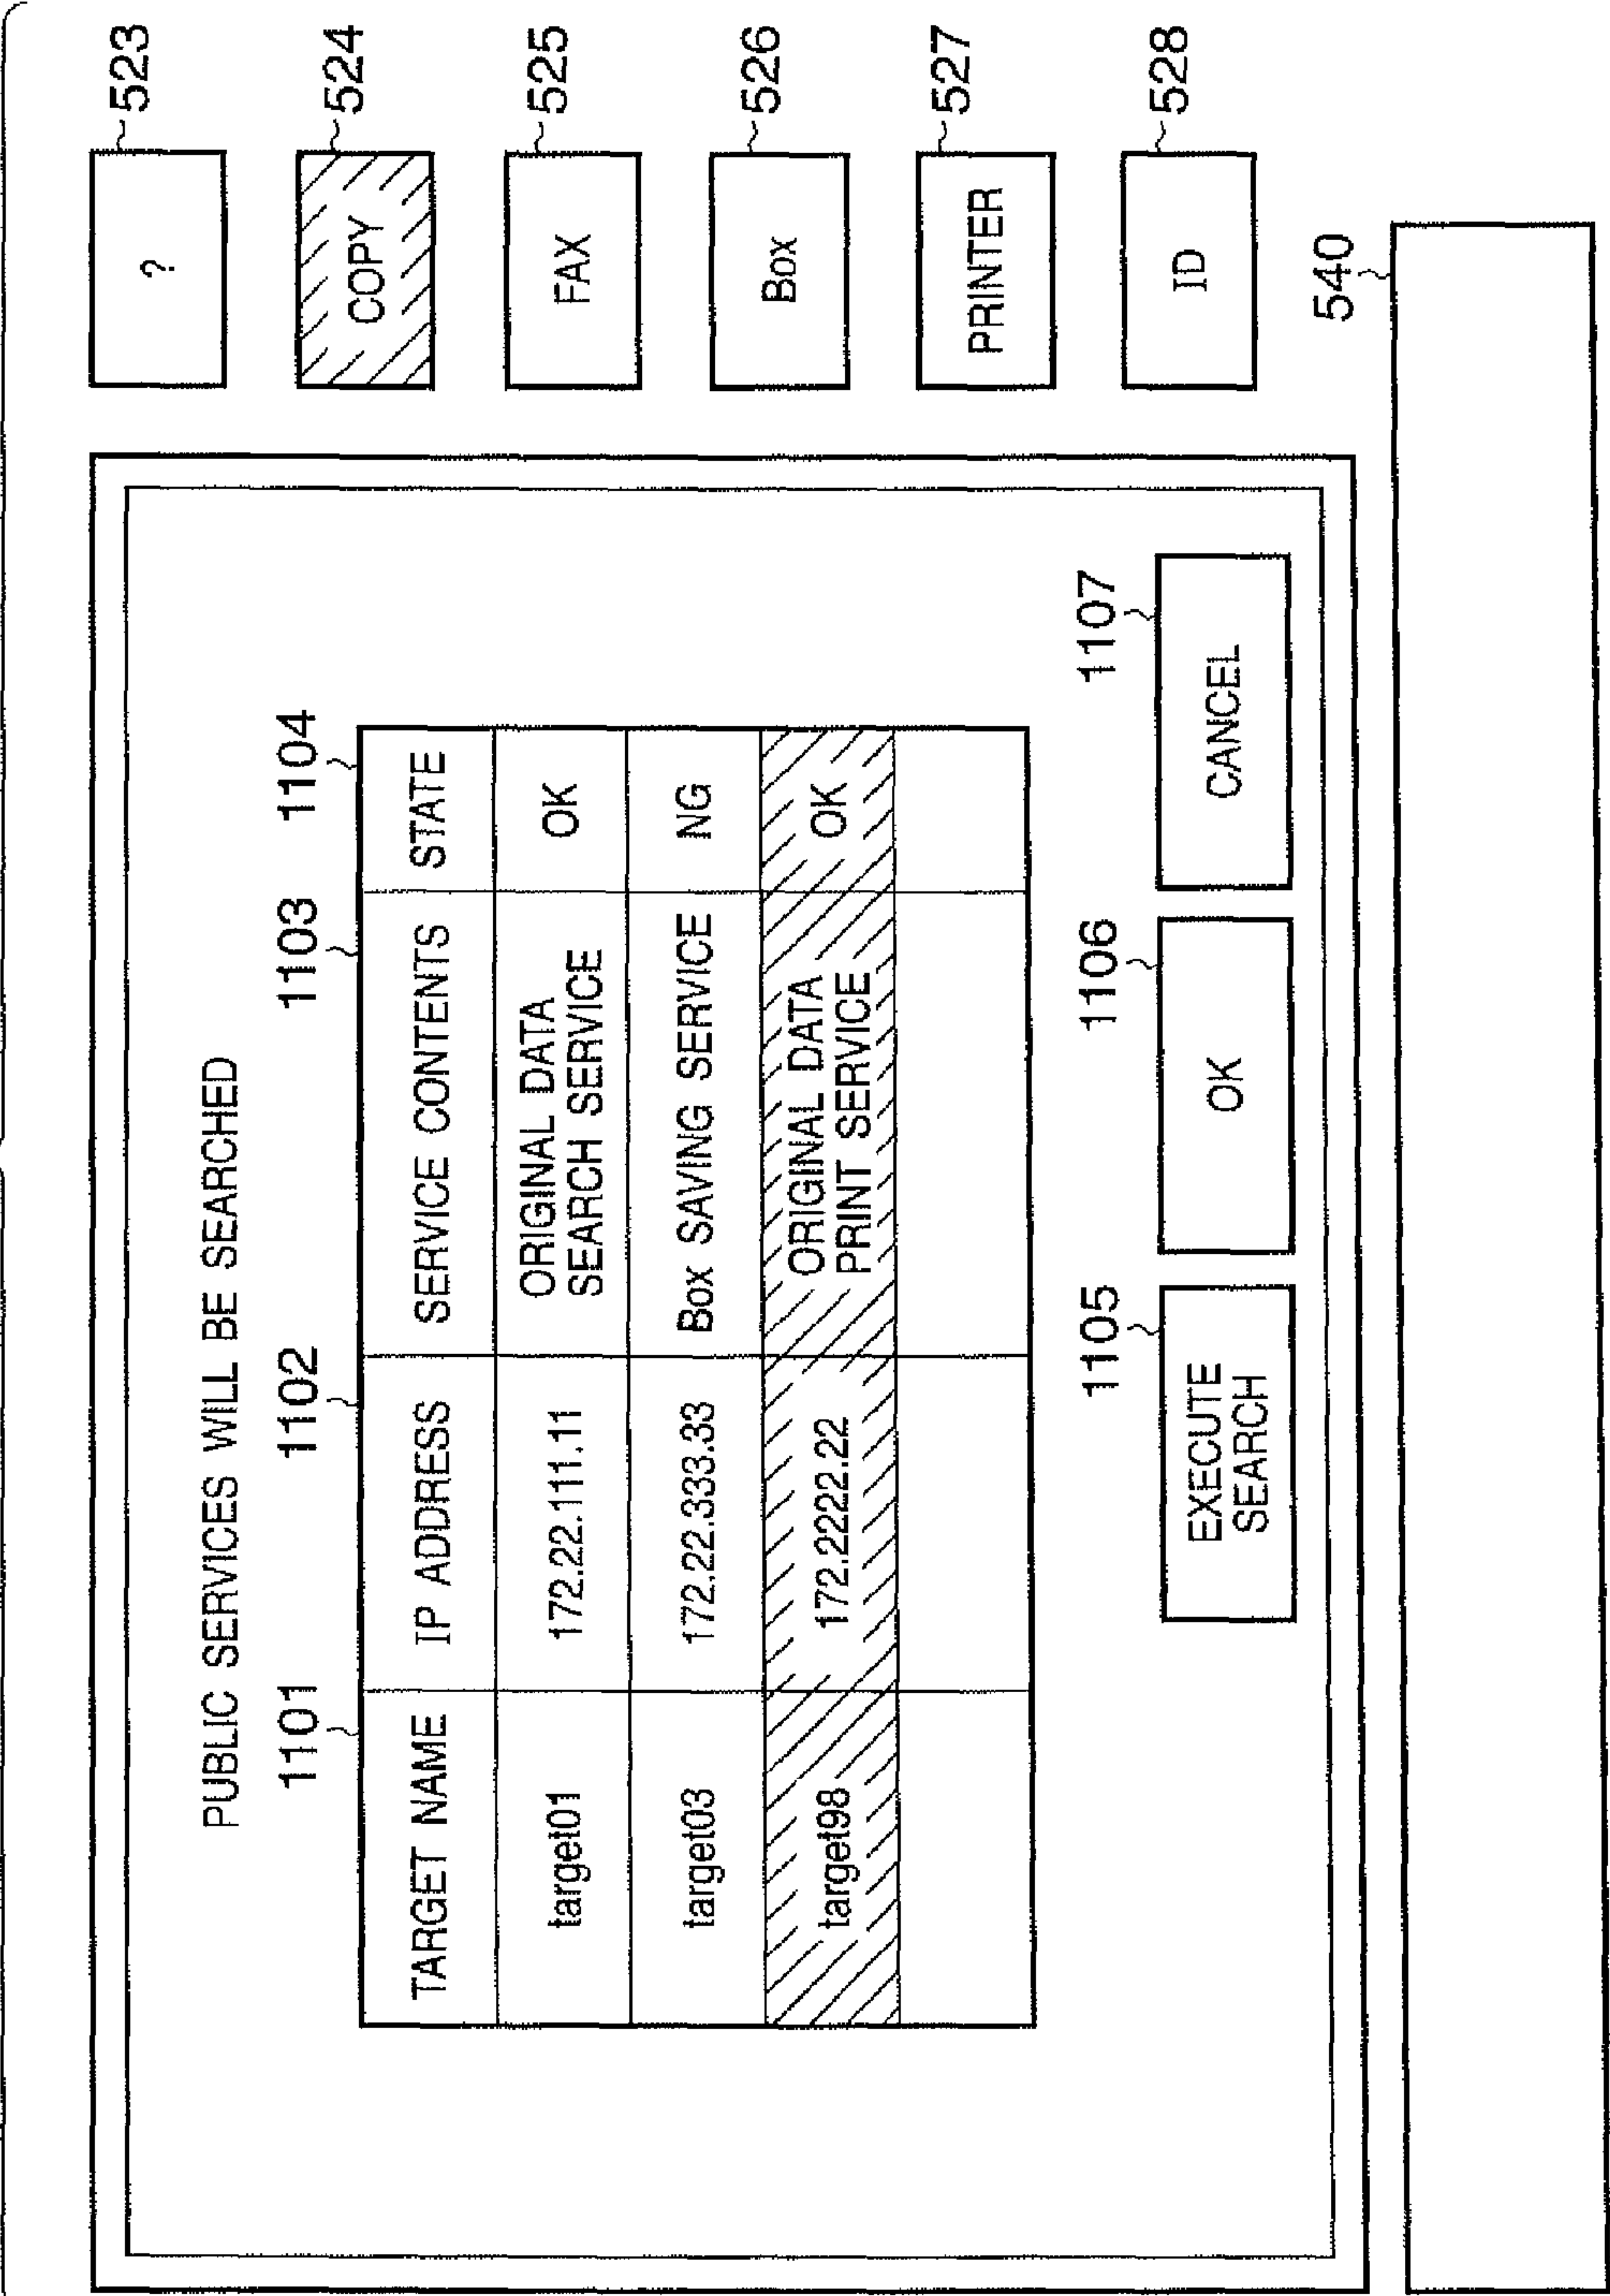 PUBLIC SERVICES WILL BE SEARCHED
1101 1102 1103 1104
TARGET NAME IP ADDRESS SERVICE CONTENTS STATE
target01 172.22.111.11 ORIGINAL DATA SEARCH SERVICE OK
target03 172.22.333.33 Box SAVING SERVICE NG
target98 172.2222.22 ORIGINAL DATA PRINT SERVICE OK
1105 1106 1107
EXECUTE SEARCH OK CANCEL
? 523
COPY 524
FAX 525
Box 526
PRINTER 527
ID 528
540